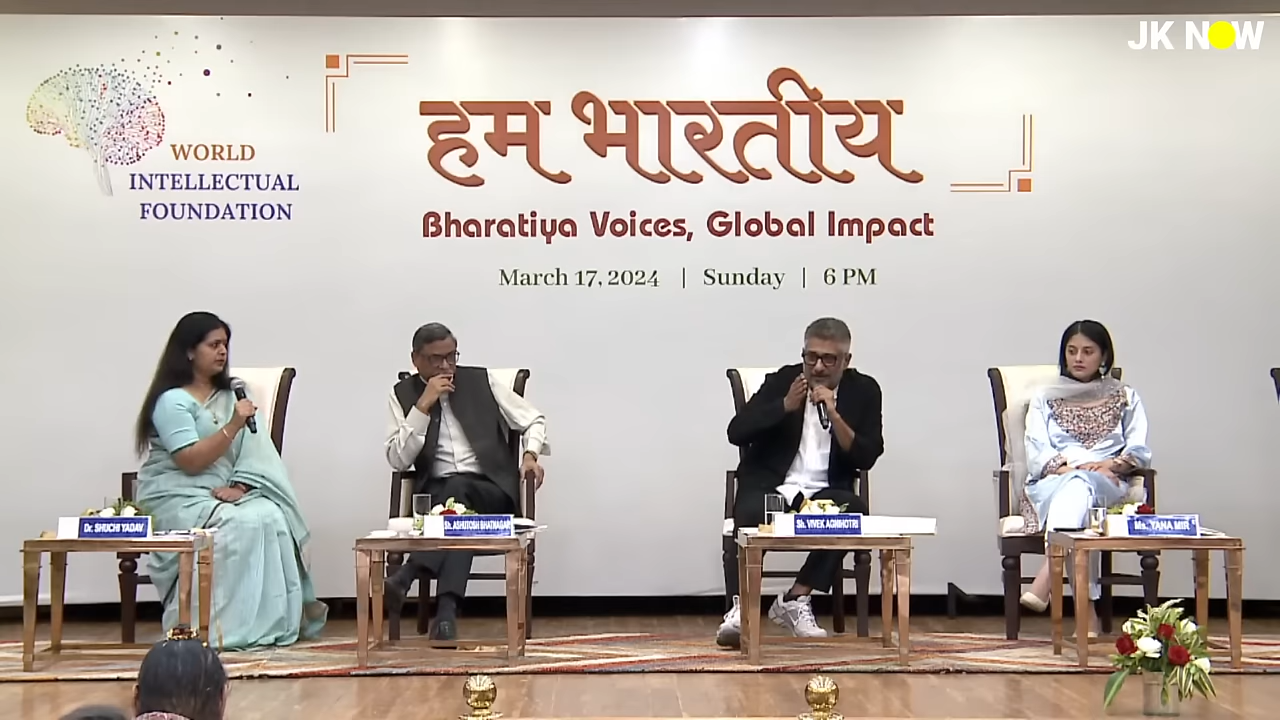 JK NOW
WORLD
INTELLECTUAL
FOUNDATION
हम भारतीय
Bharatiya Voices, Global Impact
March 17, 2024 | Sunday | 6 PM
Dr. SHUCHI YADAV
Sh. ASHUTOSH BHATNAGAR
Sh. VIVEK AGNIHOTRI
Ms. YANA MIR